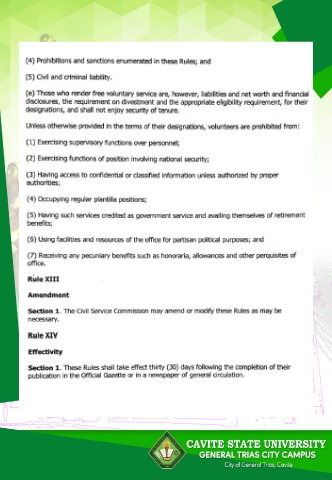 (4) Prohibitions and sanctions enumerated in these Rules; and
(5) Civil and criminal liability.
(e) Those who render free voluntary service are, however, liabilities and net worth and financial
disclosures, the requirement on divestment and the appropriate eligibility requirement, for their
designations, and shall not enjoy security of tenure.
Unless otherwise provided in the terms of their designations, volunteers are prohibited from:
(1) Exercising supervisory functions over personnel;
(2) Exercising functions of position involving national security;
(3) Having access to confidential or classified information unless authorized by proper
authorities;
(4) Occupying regular plantilla positions;
(5) Having such services credited as government service and availing themselves of retirement
benefits;
(6) Using facilities and resources of the office for partisan political purposes; and
(7) Receiving any pecuniary benefits such as honoraria, allowances and other perquisites of
office.
Rule XIII
Amendment
Section 1. The Civil Service Commission may amend or modify these Rules as may be
necessary.
Rule XIV
Effectivity
Section 1. These Rules shall take effect thirty (30) days following the completion of their
publication in the Official Gazette or in a newspaper of general circulation.
CAVITE STATE UNIVERSITY
GENERAL TRIAS CITY CAMPUS
City of General Trias, Cavite